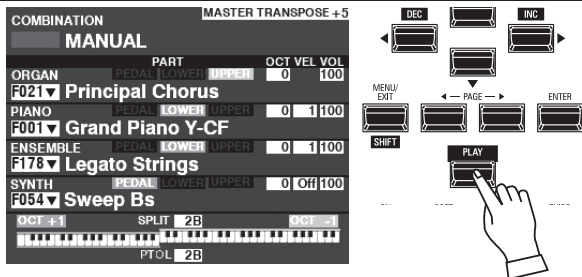 COMBINATION
MASTER TRANSPOSE +5
MANUAL
PART OCT VEL VOL
ORGAN PEDAL LOWER UPPER 0 100
F021▼ Principal Chorus
PIANO PEDAL LOWER UPPER 0 1 100
F001▼ Grand Piano Y-CF
ENSEMBLE PEDAL LOWER UPPER 0 1 100
F178▼ Legato Strings
SYNTH PEDAL LOWER UPPER 0 Off 100
F054▼ Sweep Bs
OCT +1 SPLIT 2B OCT -1
PTOL 2B
DEC INC
MENU/
EXIT
PAGE
ENTER
SHIFT
PLAY